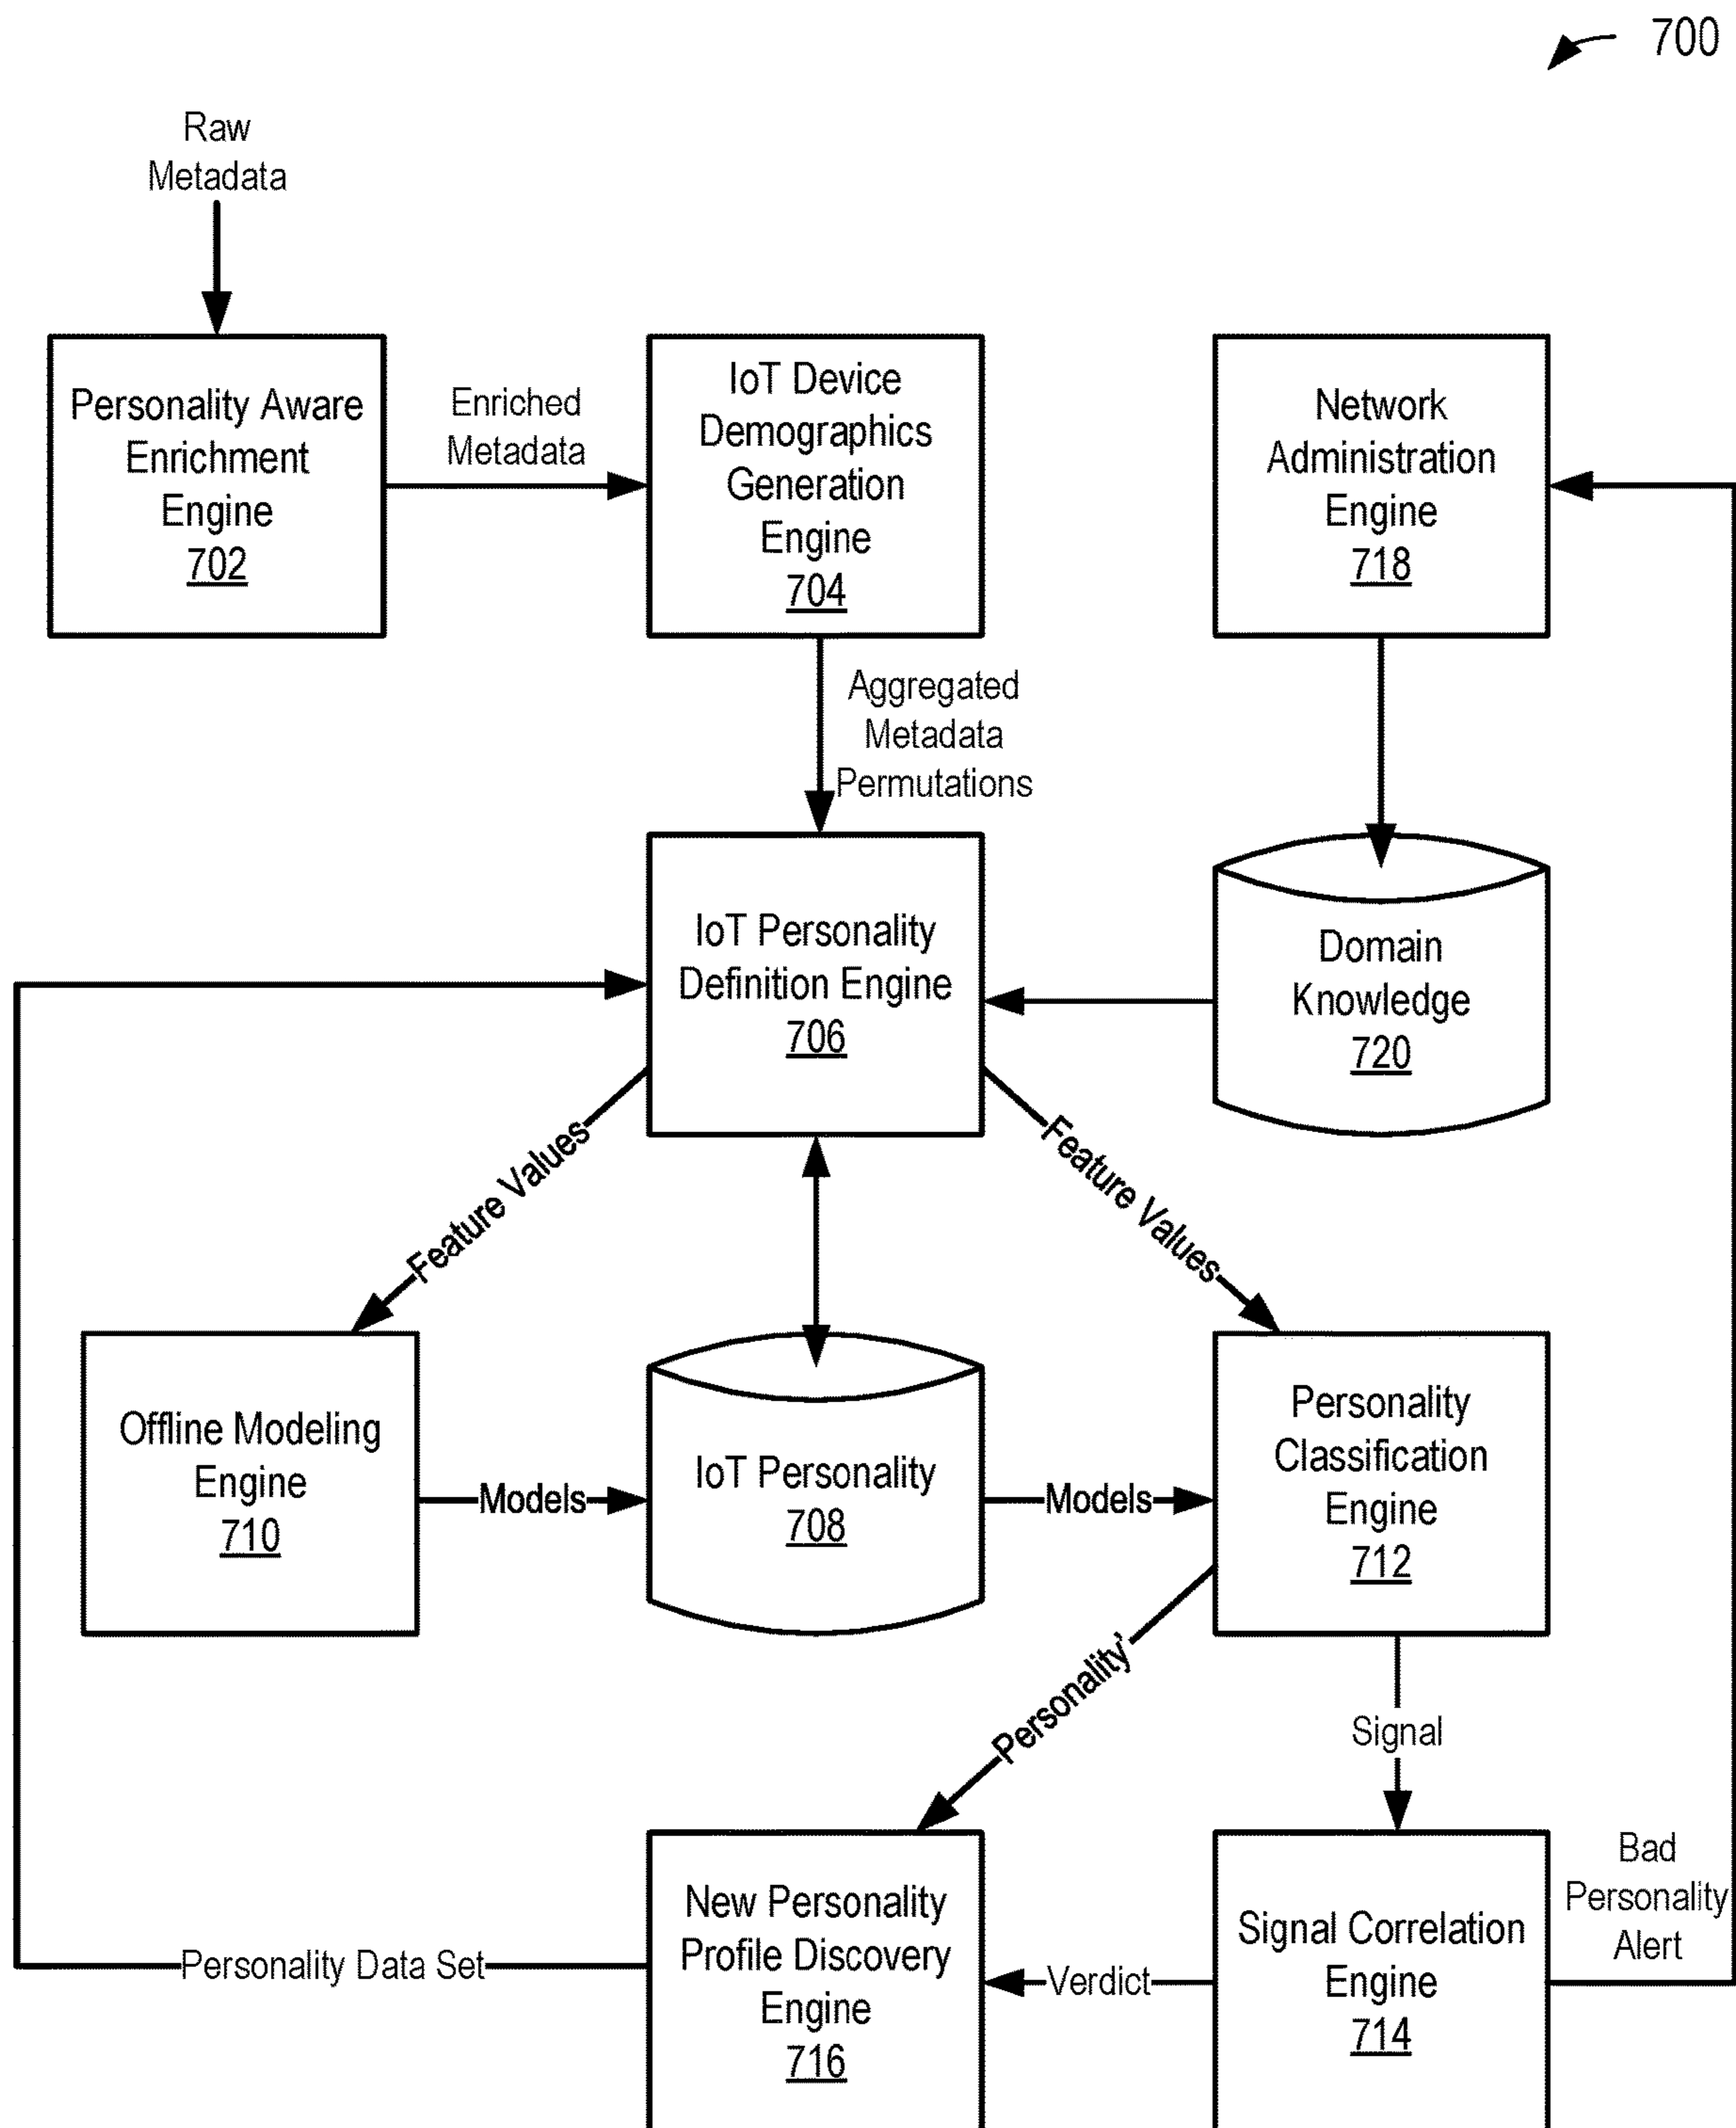 700
Raw
Metadata
Personality Aware
Enrichment
Engine
702
Enriched
Metadata
IoT Device
Demographics
Generation
Engine
704
Network
Administration
Engine
718
Aggregated
Metadata
Permutations
IoT Personality
Definition Engine
706
Domain
Knowledge
720
Feature Values
Feature Values
Offline Modeling
Engine
710
Models
IoT Personality
708
Models
Personality
Classification
Engine
712
Personality'
Signal
New Personality
Profile Discovery
Engine
716
Personality Data Set
Verdict
Signal Correlation
Engine
714
Bad
Personality
Alert